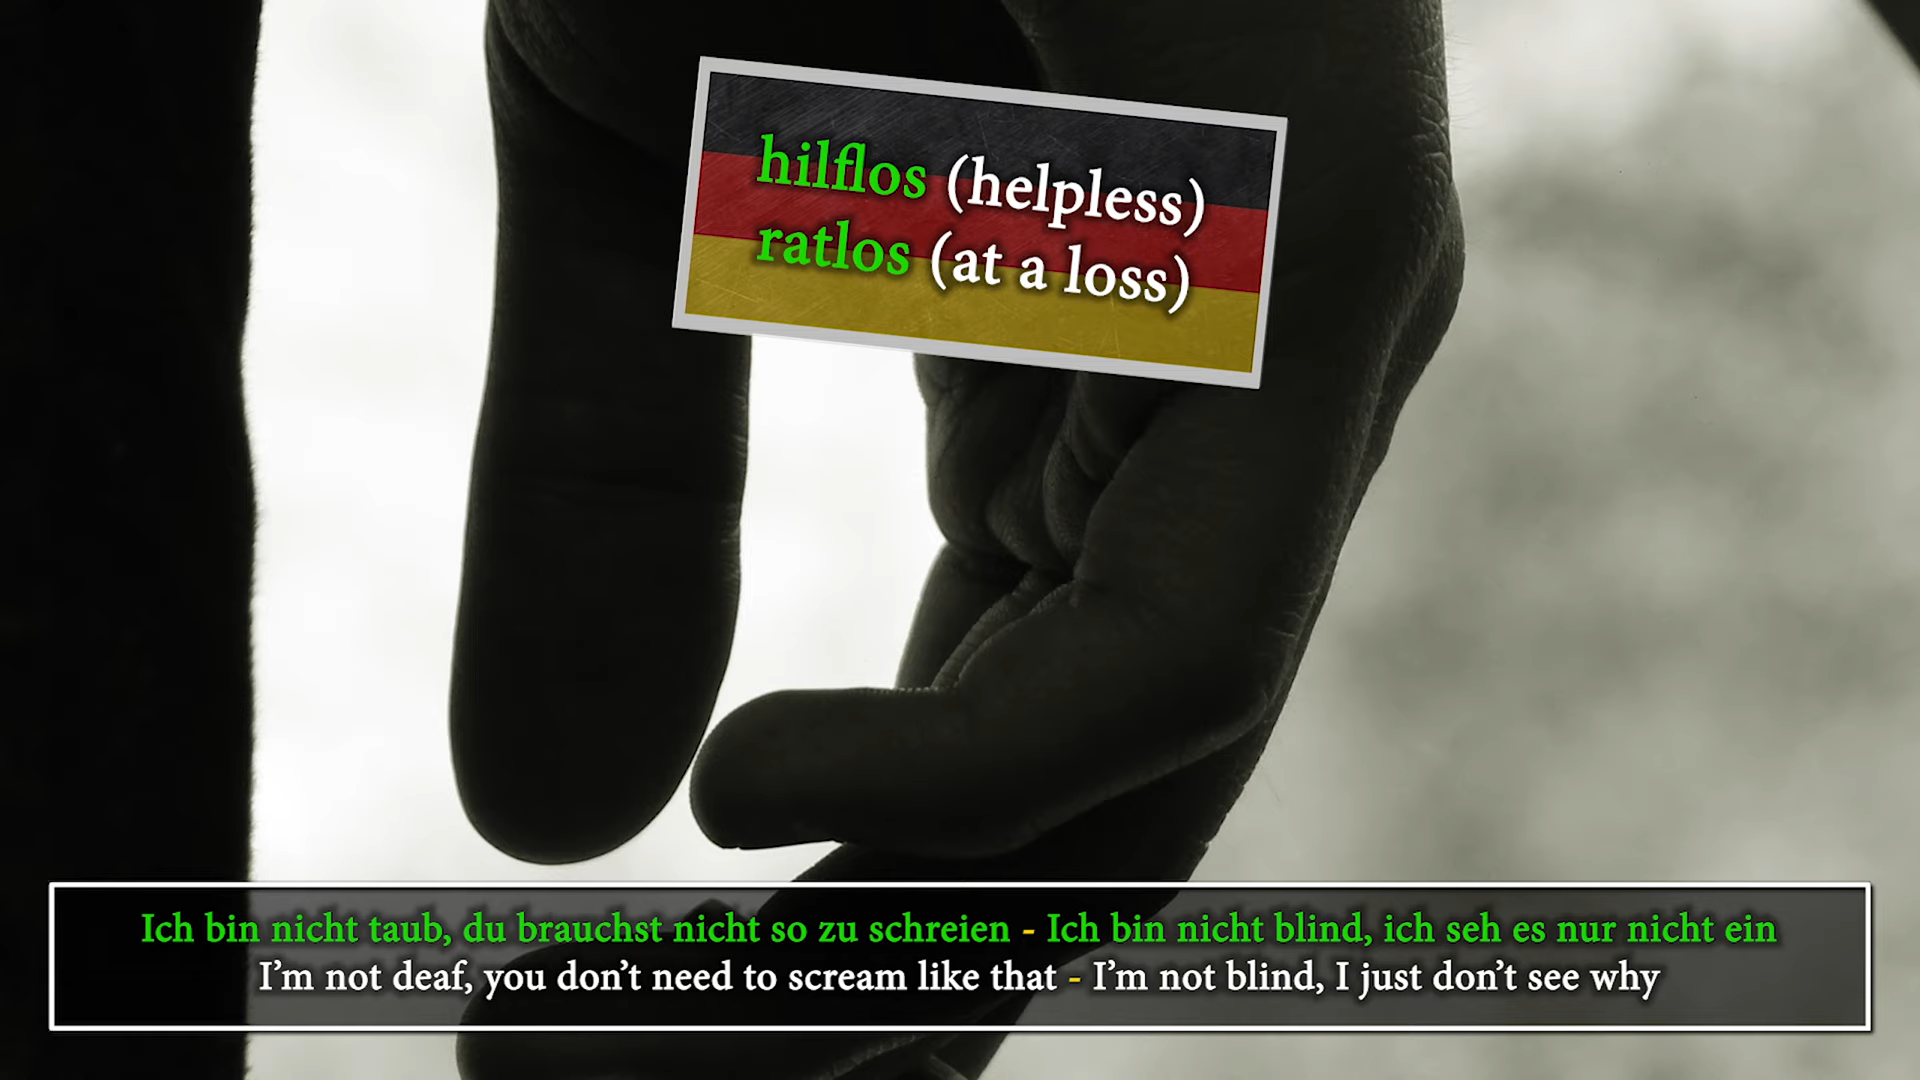 hilflos (helpless)
ratlos (at a loss)
Ich bin nicht taub, du brauchst nicht so zu schreien - Ich bin nicht blind, ich seh es nur nicht ein
I’m not deaf, you don’t need to scream like that - I’m not blind, I just don’t see why